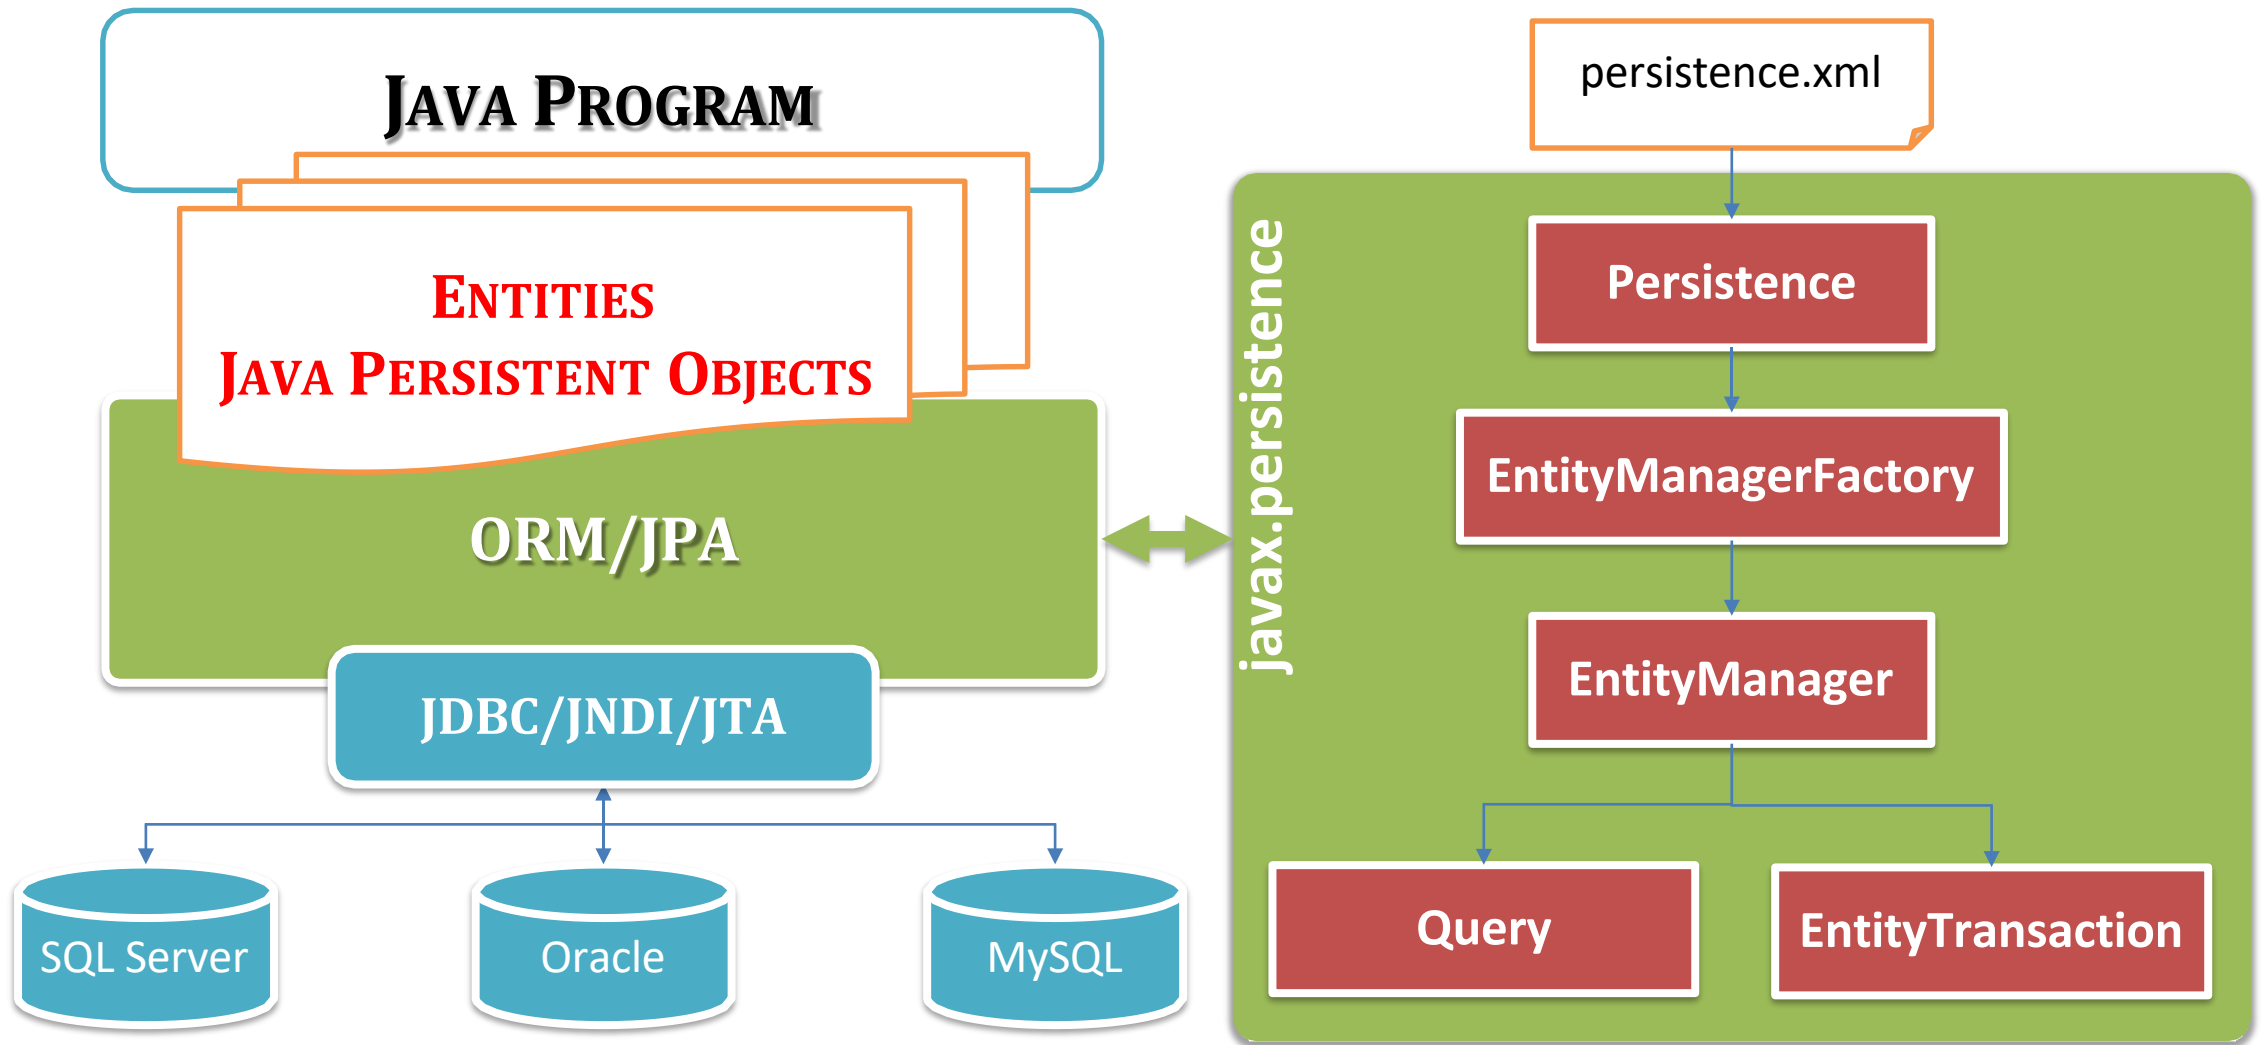 JAVA PROGRAM
ENTITIES
JAVA PERSISTENT OBJECTS
ORM/JPA
JDBC/JNDI/JTA
SQL Server
Oracle
MySQL
persistence.xml
javax.persistence
Persistence
EntityManagerFactory
EntityManager
Query
EntityTransaction